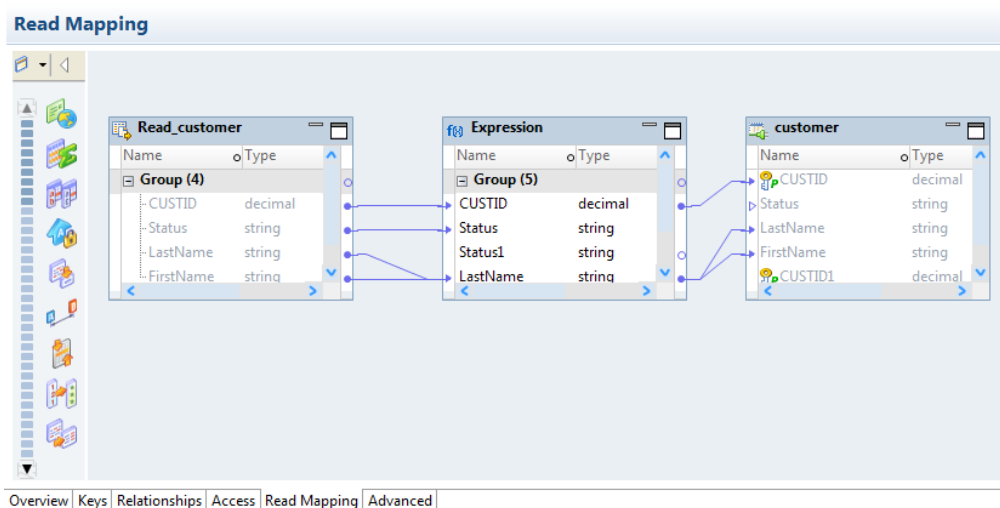 Read Mapping
Read_customer
Name Type
Group (4)
CUSTID decimal
Status string
LastName string
FirstName string
f(x) Expression
Name Type
Group (5)
CUSTID decimal
Status string
Status1 string
LastName string
customer
Name Type
CUSTID decimal
Status string
LastName string
FirstName string
CUSTID1 decimal
Overview Keys Relationships Access Read Mapping Advanced